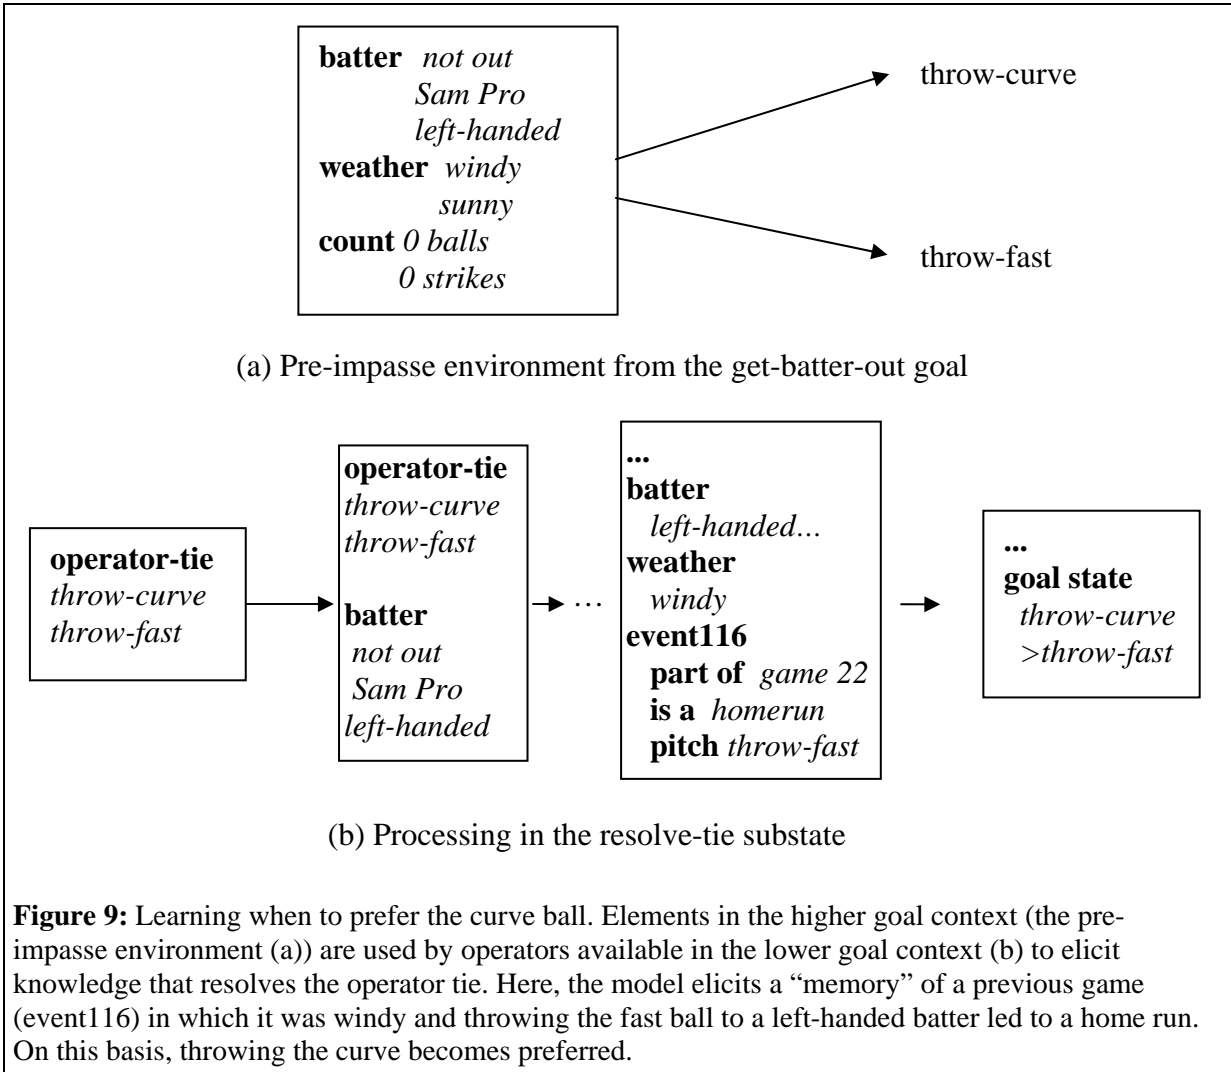 batter not out
Sam Pro
left-handed
weather windy
sunny
count 0 balls
0 strikes
throw-curve
throw-fast
(a) Pre-impasse environment from the get-batter-out goal
operator-tie
throw-curve
throw-fast
operator-tie
throw-curve
throw-fast
batter
not out
Sam Pro
left-handed
...
...
batter
left-handed...
weather
windy
event116
part of game 22
is a homerun
pitch throw-fast
...
goal state
throw-curve
>throw-fast
(b) Processing in the resolve-tie substate
Figure 9: Learning when to prefer the curve ball. Elements in the higher goal context (the pre-
impasse environment (a)) are used by operators available in the lower goal context (b) to elicit
knowledge that resolves the operator tie. Here, the model elicits a “memory” of a previous game
(event116) in which it was windy and throwing the fast ball to a left-handed batter led to a home run.
On this basis, throwing the curve becomes preferred.